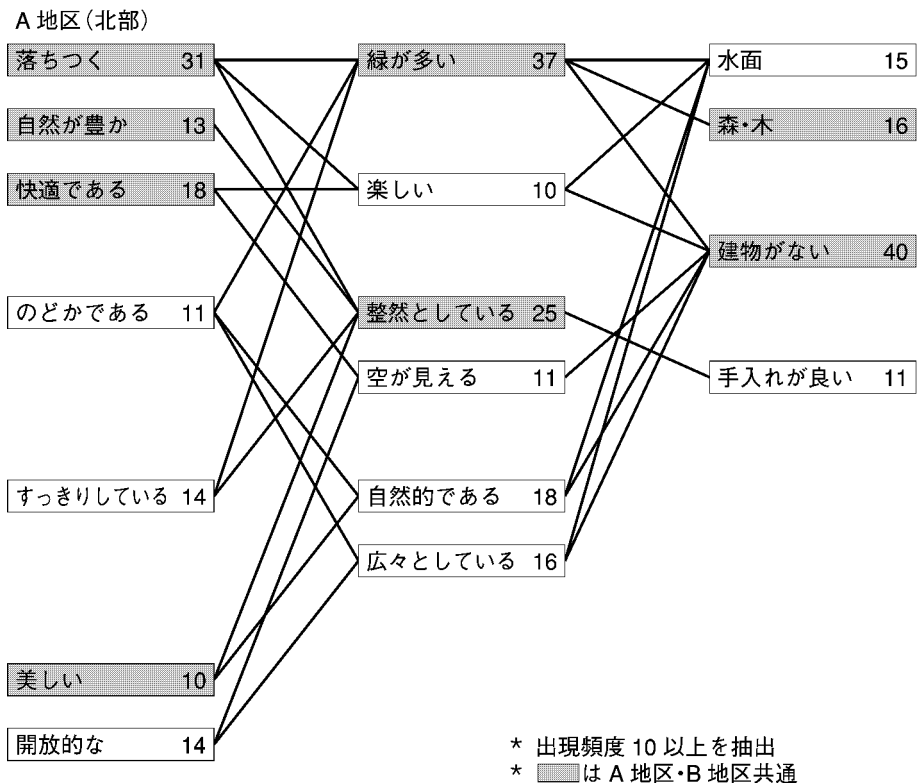 A 地区(北部)
落ちつく 31
緑が多い 37
水面 15
自然が豊か 13
森・木 16
快適である 18
楽しい 10
建物がない 40
のどかである 11
整然としている 25
空が見える 11
手入れが良い 11
すっきりしている 14
自然的である 18
広々としている 16
美しい 10
開放的な 14
* 出現頻度 10 以上を抽出
* はA 地区・B 地区共通